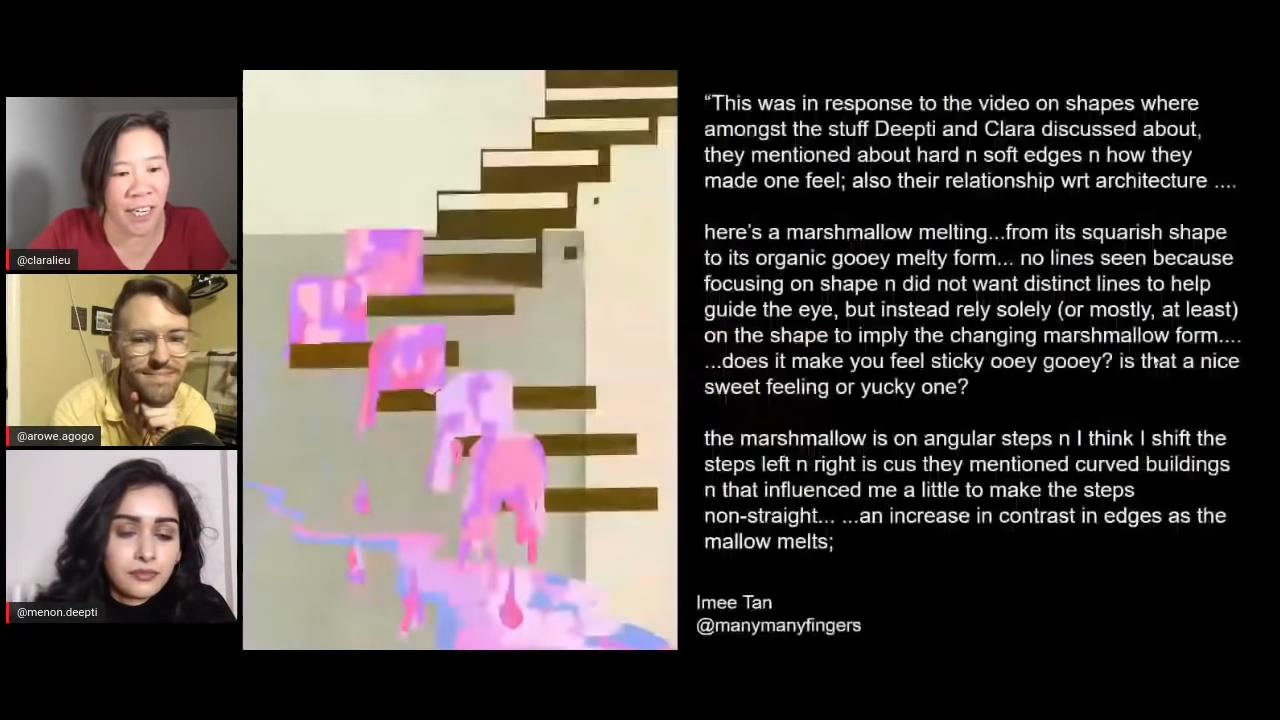 @claralieu
@arowe.agogo
@menon.deepti
“This was in response to the video on shapes where
amongst the stuff Deepti and Clara discussed about,
they mentioned about hard n soft edges n how they
made one feel; also their relationship wrt architecture ....
here’s a marshmallow melting...from its squarish shape
to its organic gooey melty form... no lines seen because
focusing on shape n did not want distinct lines to help
guide the eye, but instead rely solely (or mostly, at least)
on the shape to imply the changing marshmallow form....
...does it make you feel sticky ooey gooey? is that a nice
sweet feeling or yucky one?
the marshmallow is on angular steps n I think I shift the
steps left n right is cus they mentioned curved buildings
n that influenced me a little to make the steps
non-straight... ...an increase in contrast in edges as the
mallow melts;
Imee Tan
@manymanyfingers